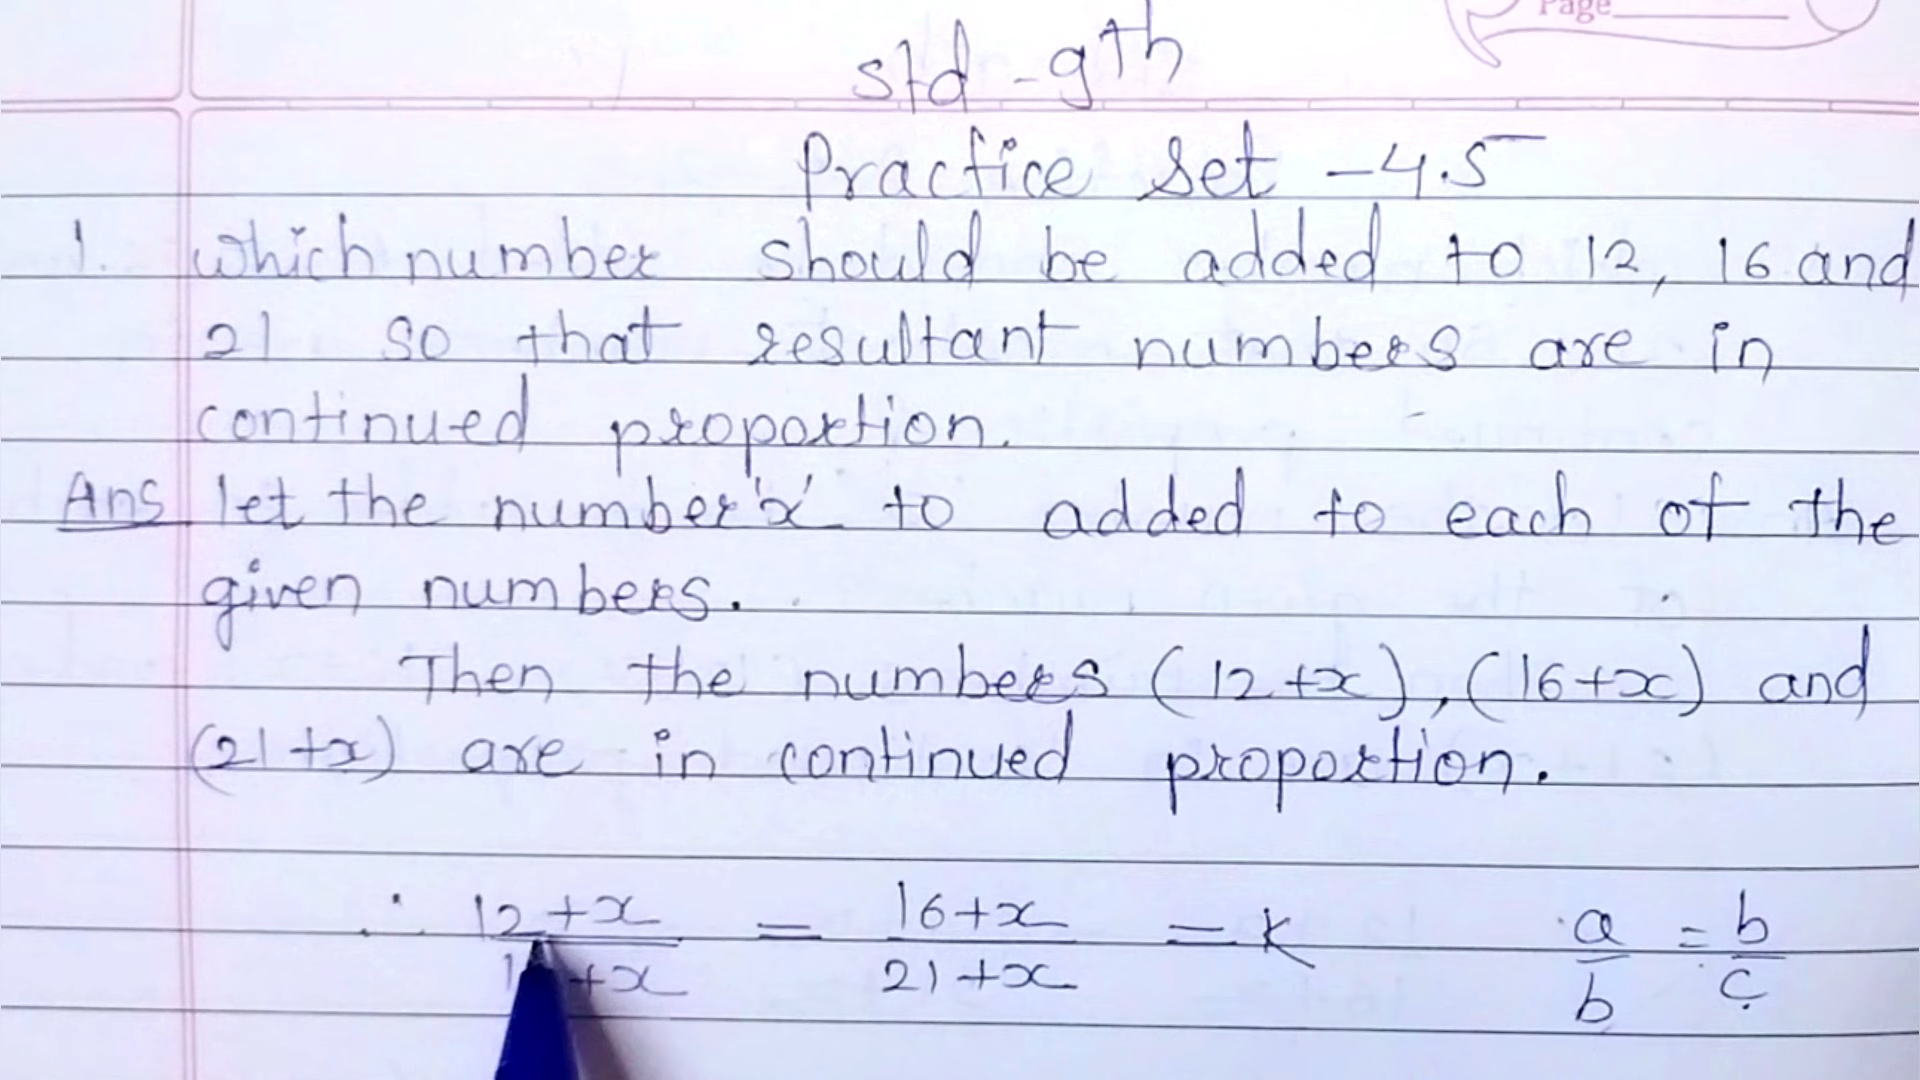 Page
std - 9th
Practice Set - 4.5
1. which number should be added to 12, 16 and
21 so that resultant numbers are in
continued proportion.
Ans let the number 'x' to added to each of the
given numbers.
Then the numbers (12+x), (16+x) and
(21+x) are in continued proportion.
∴ 12+x / 1 +x = 16+x / 21+x = k a/b = b/c